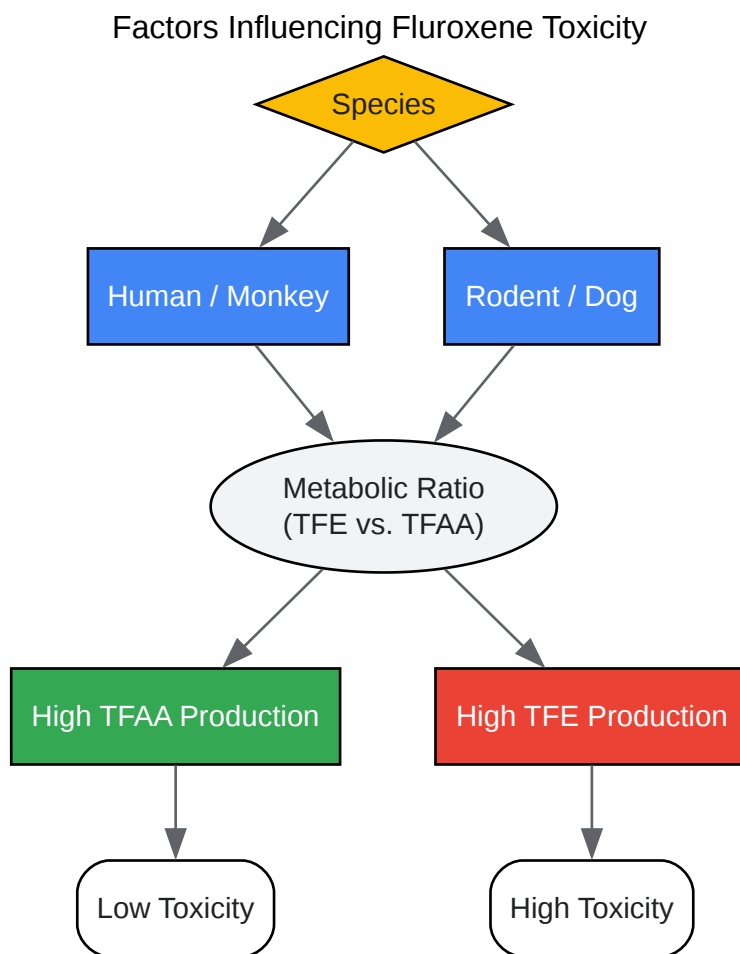 Factors Influencing Fluroxene Toxicity
Species
Human / Monkey
Rodent / Dog
Metabolic Ratio
(TFE vs. TFAA)
High TFAA Production
High TFE Production
Low Toxicity
High Toxicity